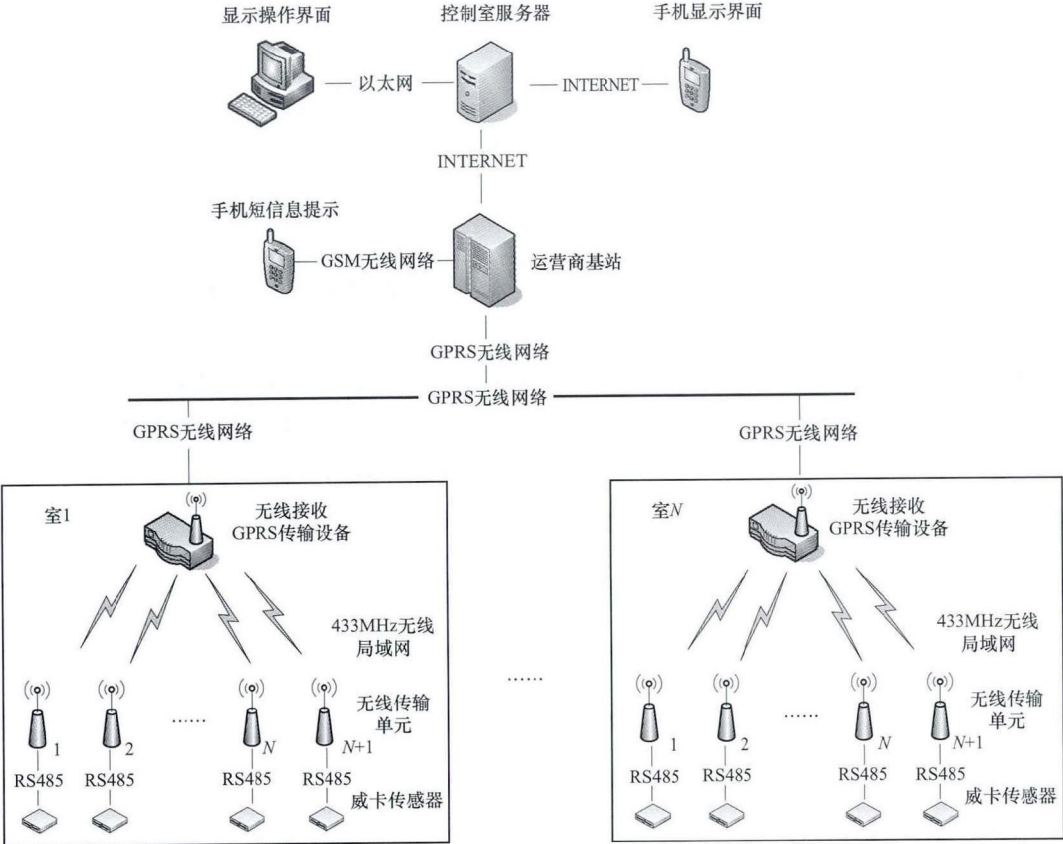 显示操作界面
控制室服务器
手机显示界面
以太网
INTERNET
INTERNET
手机短信息提示
GSM无线网络
运营商基站
GPRS无线网络
GPRS无线网络
GPRS无线网络
GPRS无线网络
室1
无线接收
GPRS传输设备
433MHz无线
局域网
无线传输
单元
1
2
......
N
N+1
RS485
RS485
RS485
RS485
威卡传感器
......
室N
无线接收
GPRS传输设备
433MHz无线
局域网
无线传输
单元
1
2
......
N
N+1
RS485
RS485
RS485
RS485
威卡传感器